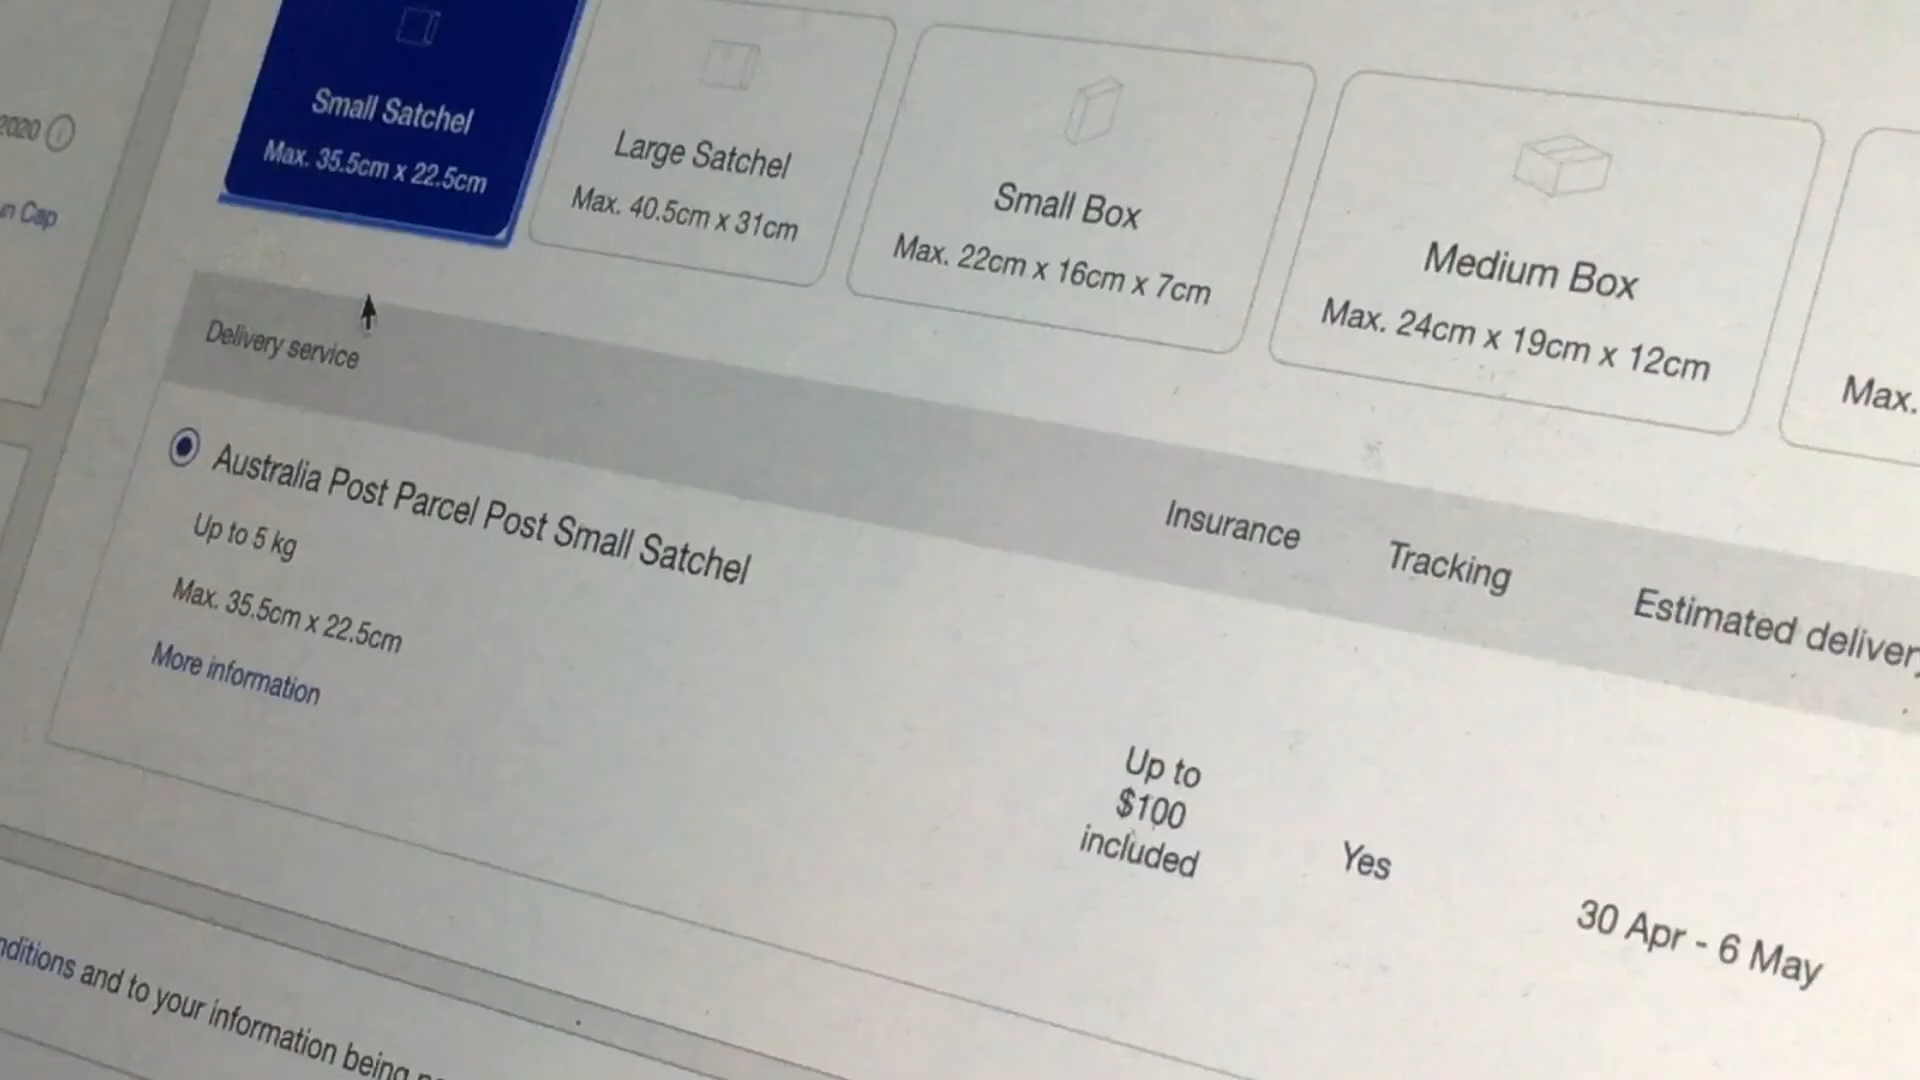 2020
Cap
Small Satchel
Max. 35.5cm x 22.5cm
Large Satchel
Max. 40.5cm x 31cm
Small Box
Max. 22cm x 16cm x 7cm
Medium Box
Max. 24cm x 19cm x 12cm
Max.
Delivery service
Insurance
Tracking
Estimated delivery
Australia Post Parcel Post Small Satchel
Up to 5 kg
Max. 35.5cm x 22.5cm
More information
Up to
$100
included
Yes
30 Apr - 6 May
nditions and to your information being